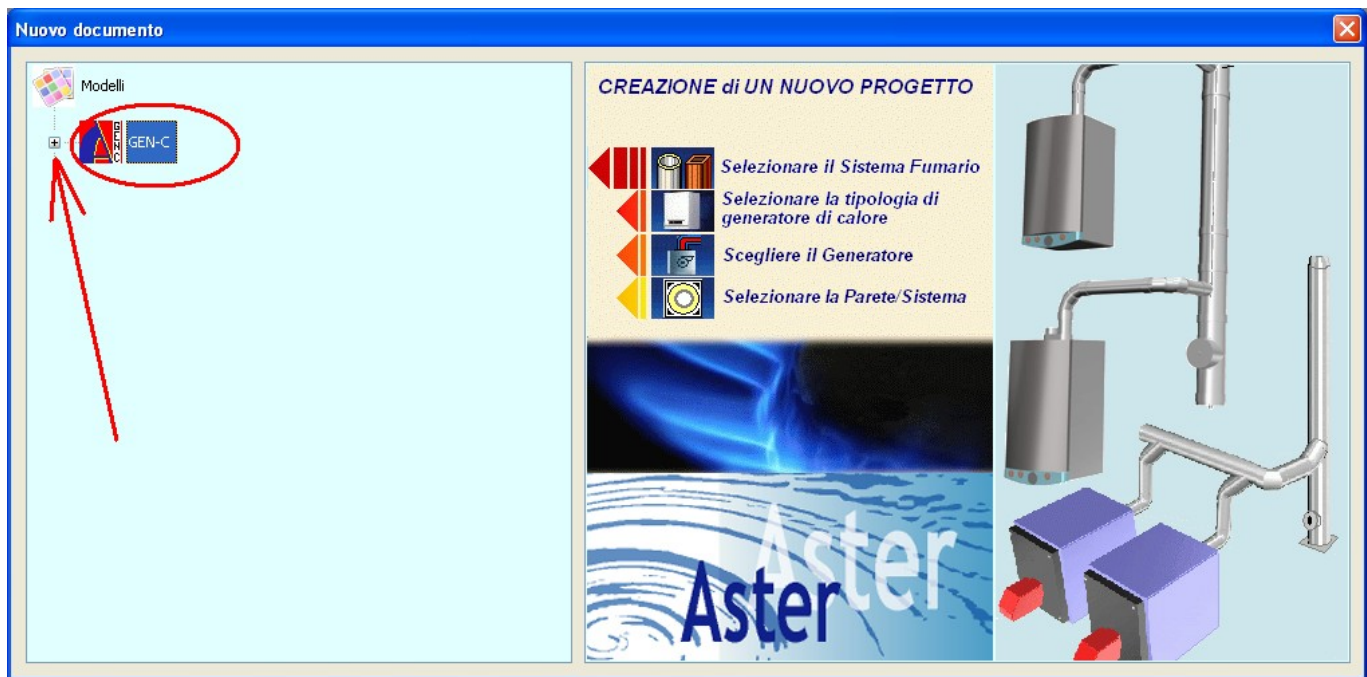 Nuovo documento
Modelli
GEN-C
GENC
CREAZIONE di UN NUOVO PROGETTO
Selezionare il Sistema Fumario
Selezionare la tipologia di
generatore di calore
Scegliere il Generatore
Selezionare la Parete/Sistema
Aster
Aster